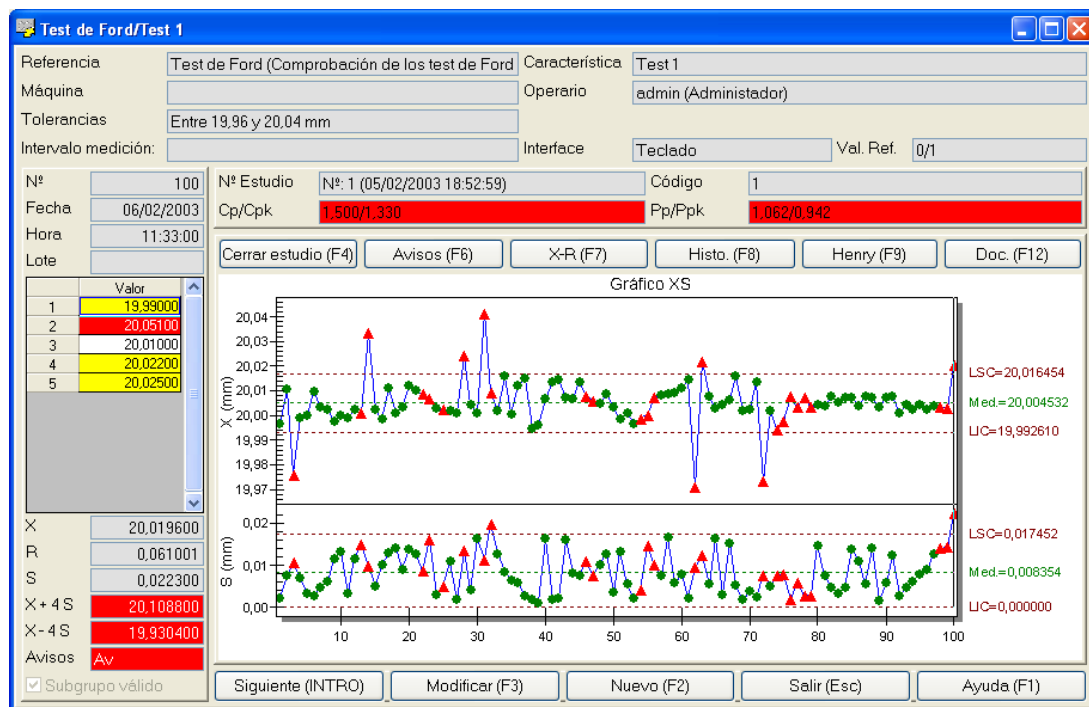 Test de Ford/Test 1
Referencia Test de Ford (Comprobación de los test de Ford Característica Test 1
Máquina Operario admin (Administador)
Tolerancias Entre 19,96 y 20,04 mm
Intervalo medición: Interface Teclado Val. Ref. 0/1
Nº 100 Nº Estudio Nº: 1 (05/02/2003 18:52:59) Código 1
Fecha 06/02/2003 Cp/Cpk 1,500/1,330 Pp/Ppk 1,062/0,942
Hora 11:33:00
Lote
Cerrar estudio (F4) Avisos (F6) X-R (F7) Histo. (F8) Henry (F9) Doc. (F12)
Valor
1 19,99000
2 20,05100
3 20,01000
4 20,02200
5 20,02500
X 20,019600
R 0,061001
S 0,022300
X+4S 20,108800
X-4S 19,930400
Avisos Av
Subgrupo válido
Gráfico XS
X (mm)
20,04
20,03
20,02
20,01
20,00
19,99
19,98
19,97
LSC=20,016454
Med.=20,004532
LIC=19,992610
S (mm)
0,02
0,01
0,00
LSC=0,017452
Med.=0,008354
LIC=0,000000
10 20 30 40 50 60 70 80 90 100
Siguiente (INTRO) Modificar (F3) Nuevo (F2) Salir (Esc) Ayuda (F1)